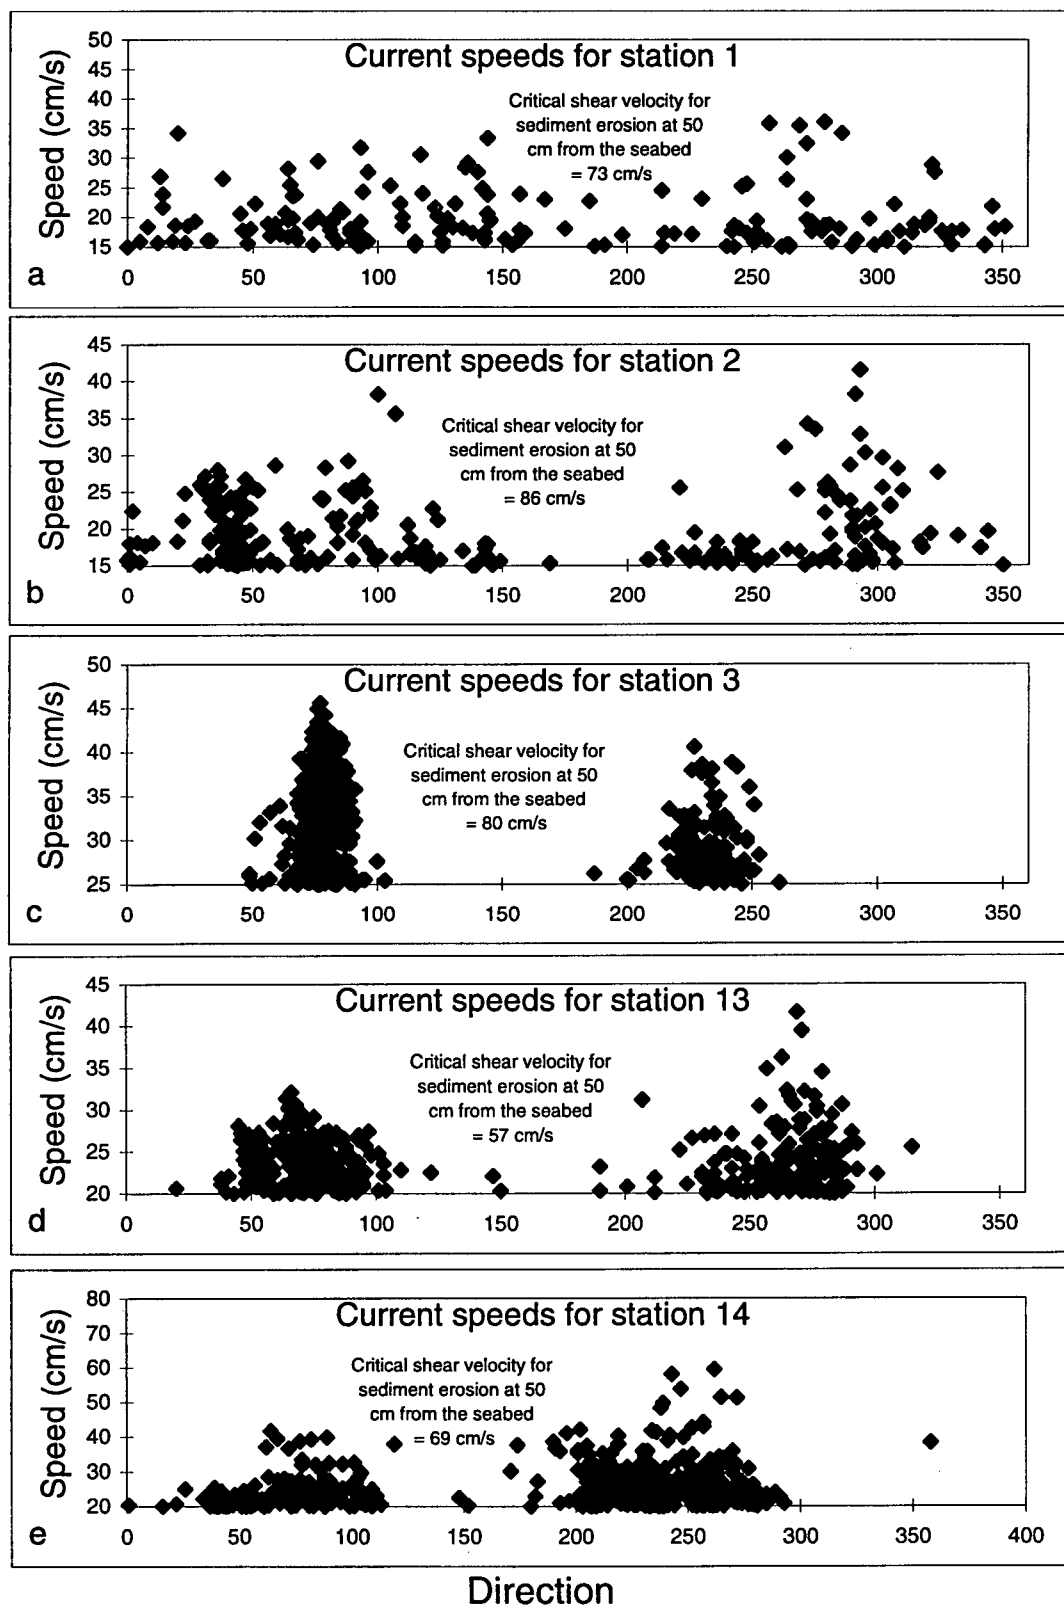 Current speeds for station 1
Speed (cm/s)
50
45
40
35
30
25
20
15
Critical shear velocity for
sediment erosion at 50
cm from the seabed
= 73 cm/s
0 50 100 150 200 250 300 350
a
Current speeds for station 2
Speed (cm/s)
45
40
35
30
25
20
15
Critical shear velocity for
sediment erosion at 50
cm from the seabed
= 86 cm/s
0 50 100 150 200 250 300 350
b
Current speeds for station 3
Speed (cm/s)
50
45
40
35
30
25
Critical shear velocity for
sediment erosion at 50
cm from the seabed
= 80 cm/s
0 50 100 150 200 250 300 350
c
Current speeds for station 13
Speed (cm/s)
45
40
35
30
25
20
Critical shear velocity for
sediment erosion at 50
cm from the seabed
= 57 cm/s
0 50 100 150 200 250 300 350
d
Current speeds for station 14
Speed (cm/s)
80
70
60
50
40
30
20
Critical shear velocity for
sediment erosion at 50
cm from the seabed
= 69 cm/s
0 50 100 150 200 250 300 350 400
e
Direction